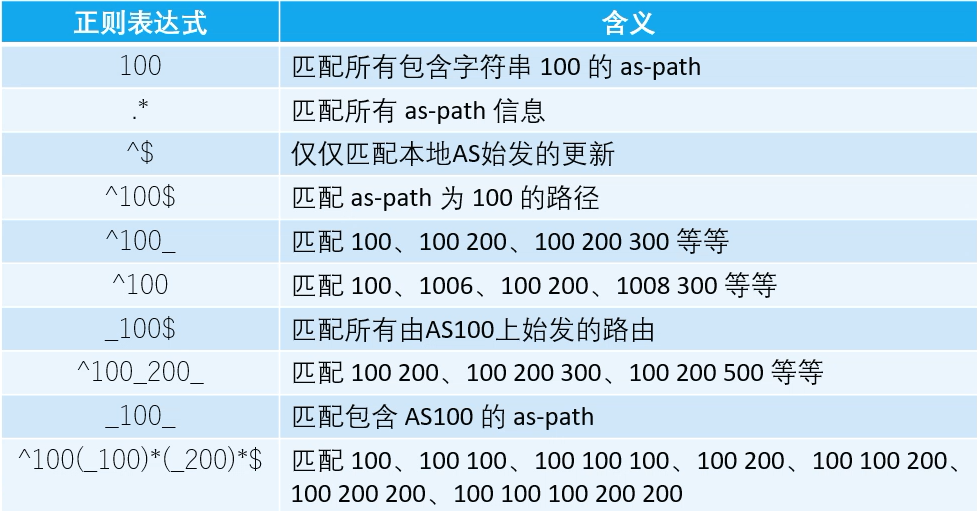 正则表达式 含义
100 匹配所有包含字符串 100 的 as-path
.* 匹配所有 as-path 信息
^$ 仅仅匹配本地AS始发的更新
^100$ 匹配 as-path 为 100 的路径
^100_ 匹配 100、100 200、100 200 300 等等
^100 匹配 100、1006、100 200、1008 300 等等
_100$ 匹配所有由AS100上始发的路由
^100_200_ 匹配 100 200、100 200 300、100 200 500 等等
_100_ 匹配包含 AS100 的 as-path
^100(_100)*(_200)*$ 匹配 100、100 100、100 100 100、100 200、100 100 200、
100 200 200、100 100 100 200 200